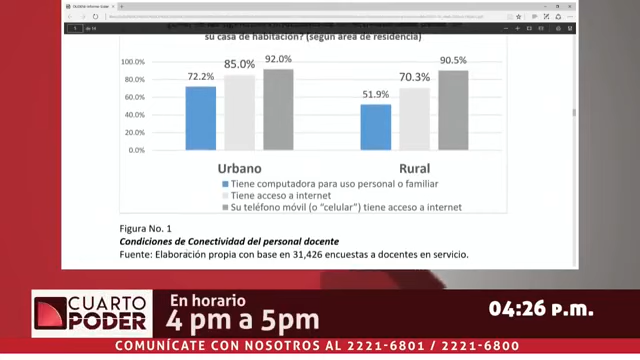 su casa de habitacion? (según área de residencia)
100.0%
80.0%
60.0%
40.0%
20.0%
0.0%
72.2%
85.0%
92.0%
51.9%
70.3%
90.5%
Urbano
Rural
Tiene computadora para uso personal o familiar
Tiene acceso a internet
Su teléfono móvil (o "celular") tiene acceso a internet
Figura No. 1
Condiciones de Conectividad del personal docente
Fuente: Elaboración propia con base en 31,426 encuestas a docentes en servicio.
CUARTO
PODER
En horario
4 pm a 5pm
04:26 P.m.
COMUNÍCATE CON NOSOTROS AL 2221-6801 / 2221-6800